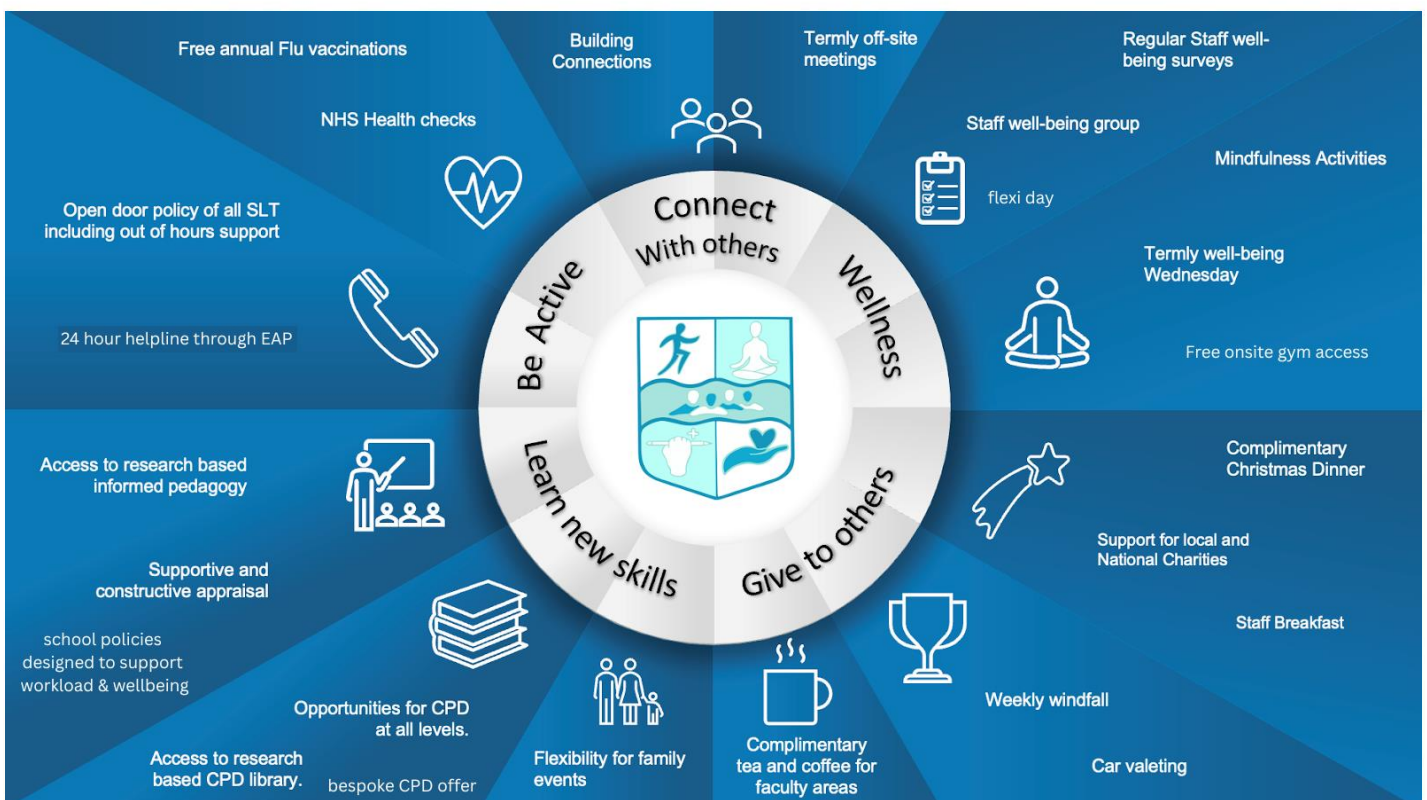 Free annual Flu vaccinations
Building
Connections
Termly off-site
meetings
Regular Staff well-
being surveys
NHS Health checks
Staff well-being group
flexi day
Mindfulness Activities
Open door policy of all SLT
including out of hours support
Termly well-being
Wednesday
24 hour helpline through EAP
Free onsite gym access
Connect
With others
Be Active
Wellness
Learn new skills
Give to others
Access to research based
informed pedagogy
Complimentary
Christmas Dinner
Supportive and
constructive appraisal
Support for local and
National Charities
school policies
designed to support
workload & wellbeing
Staff Breakfast
Opportunities for CPD
at all levels.
Weekly windfall
Access to research
based CPD library.
bespoke CPD offer
Flexibility for family
events
Complimentary
tea and coffee for
faculty areas
Car valeting